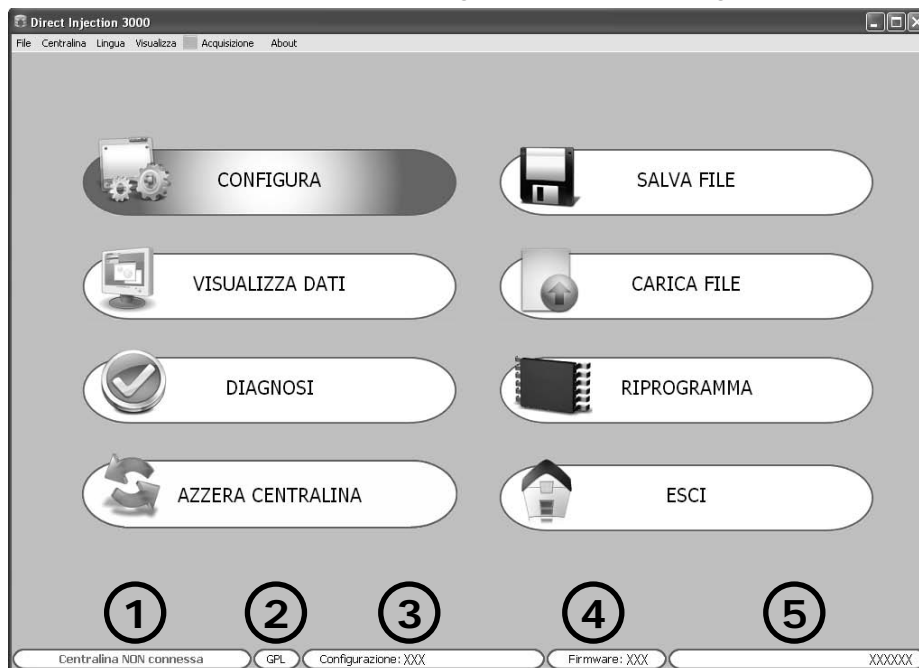 Direct Injection 3000
File Centralina Lingua Visualizza Acquisizione About
CONFIGURA
SALVA FILE
VISUALIZZA DATI
CARICA FILE
DIAGNOSI
RIPROGRAMMA
AZZERA CENTRALINA
ESCI
1 2 3 4 5
Centralina NON connessa GPL Configurazione: XXX Firmware: XXX XXXXXX